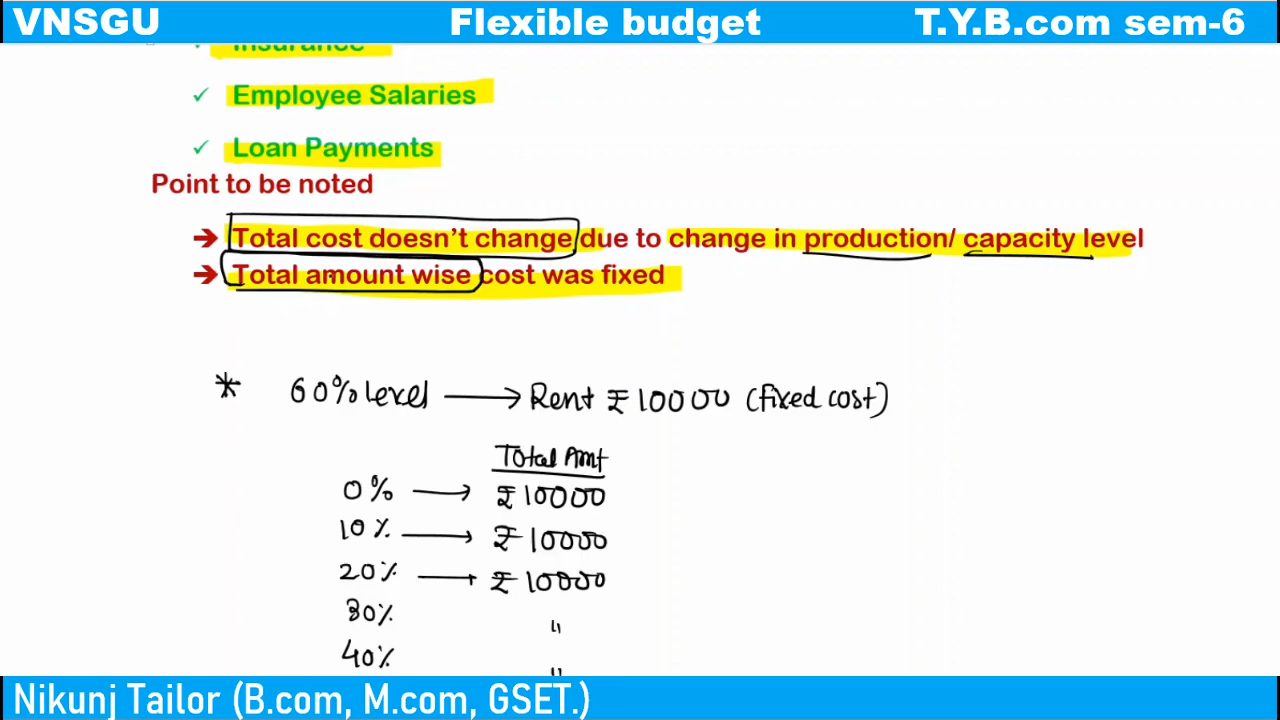 VNSGU Flexible budget T.Y.B.com sem-6
✓ Insurance
✓ Employee Salaries
✓ Loan Payments
Point to be noted
➔ Total cost doesn't change due to change in production/ capacity level
➔ Total amount wise cost was fixed
* 60% level → Rent ₹10000 (fixed cost)
Total Amt
0% → ₹10000
10% → ₹10000
20% → ₹10000
30% "
40% "
Nikunj Tailor (B.com, M.com, GSET.)